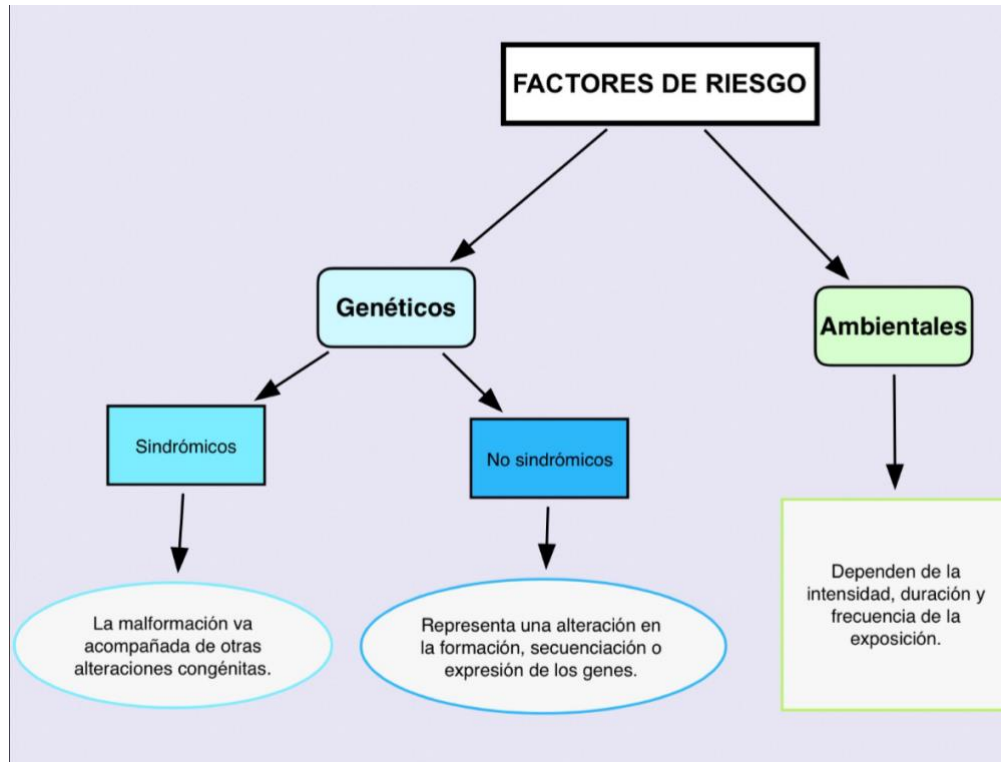 FACTORES DE RIESGO
Genéticos
Ambientales
Sindrómicos
No sindrómicos
La malformación va
acompañada de otras
alteraciones congénitas.
Representa una alteración en
la formación, secuenciación o
expresión de los genes.
Dependen de la
intensidad, duración y
frecuencia de la
exposición.